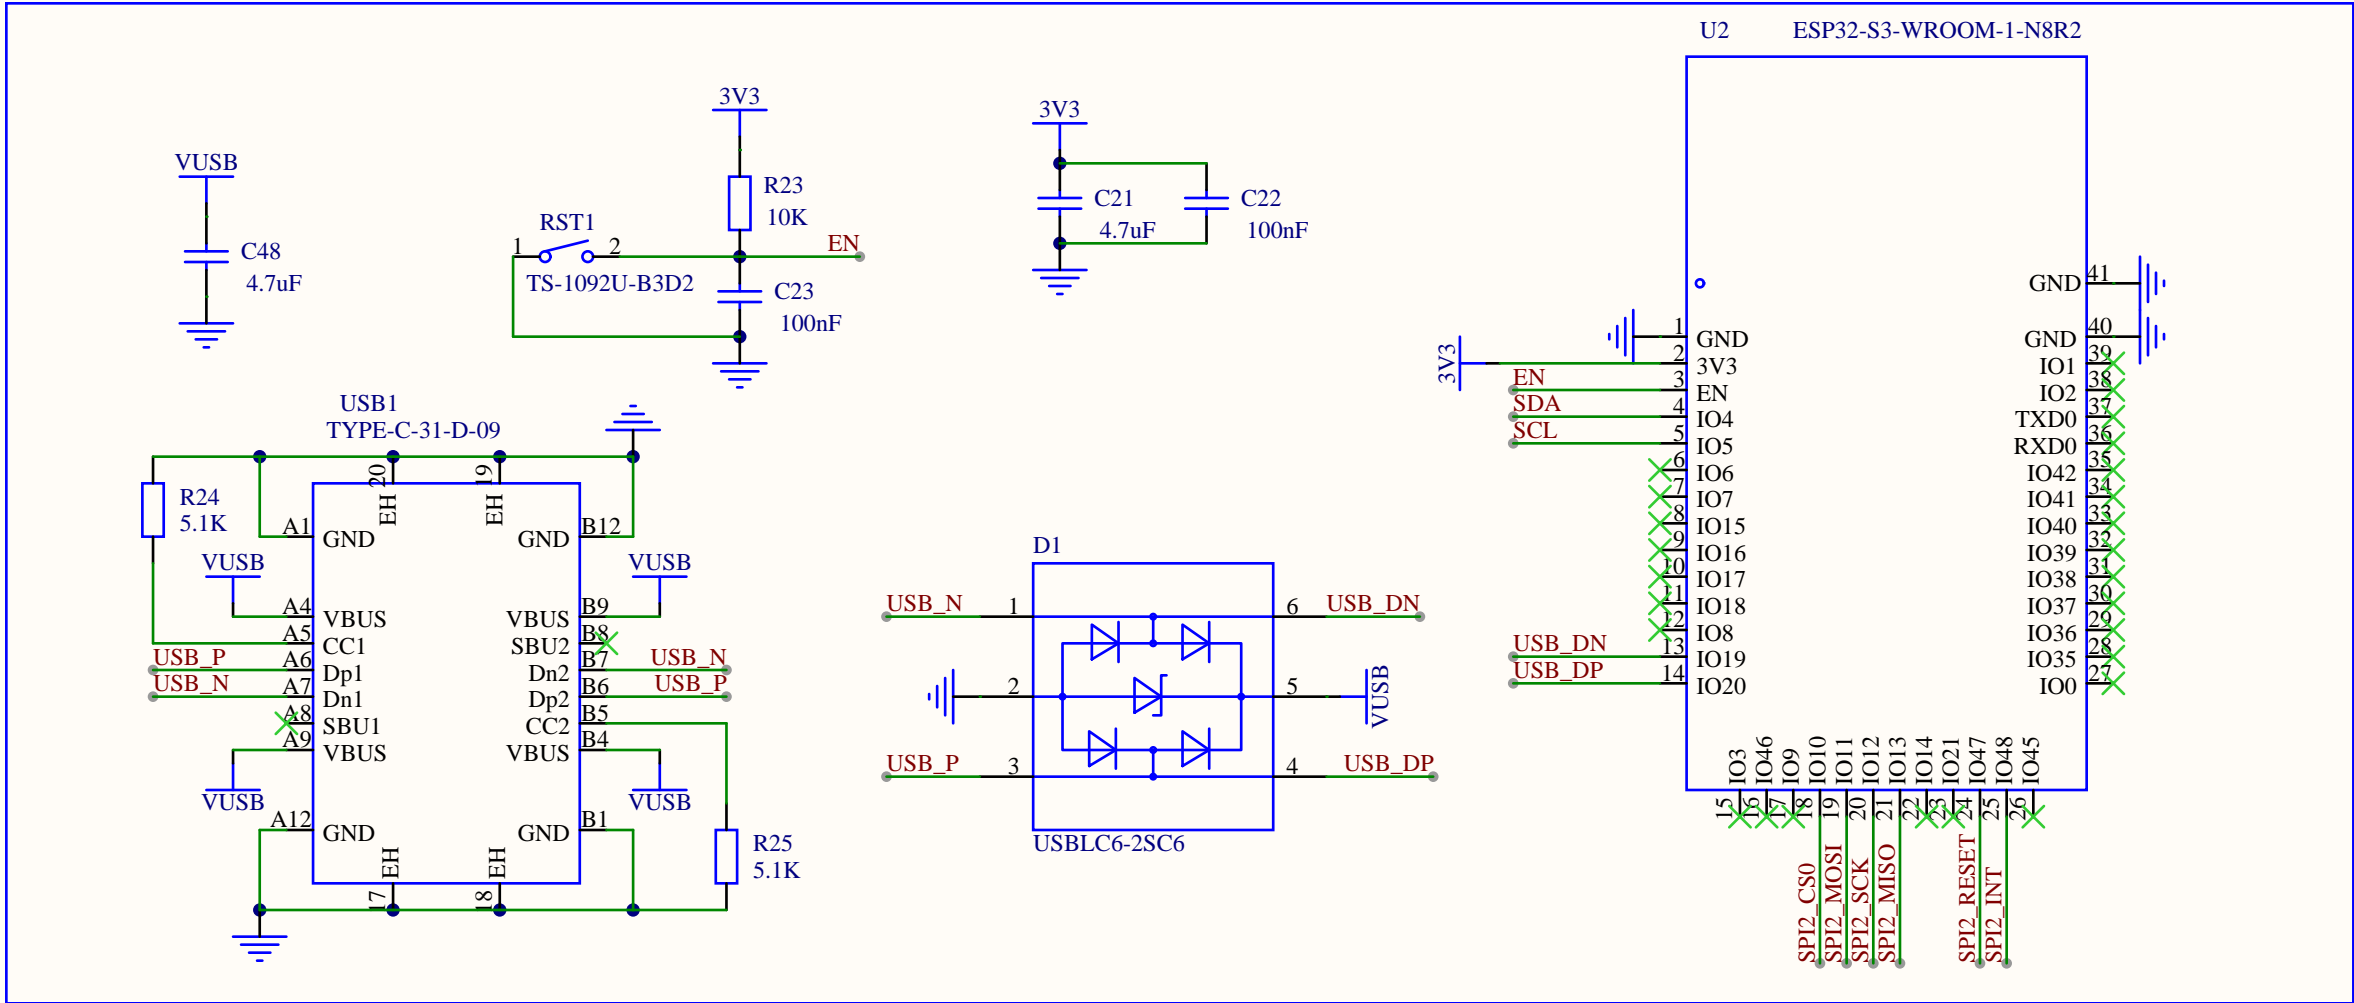 U2 ESP32-S3-WROOM-1-N8R2
VUSB
C48
4.7uF
3V3
R23
10K
RST1
1 2
TS-1092U-B3D2
EN
C23
100nF
3V3
C21
4.7uF
C22
100nF
USB1
TYPE-C-31-D-09
R24
5.1K
20
EH
19
EH
A1 GND
GND B12
VUSB
VUSB
A4 VBUS
VBUS B9
A5 CC1
SBU2 B8
USB_P A6 Dp1
Dn2 B7 USB_N
USB_N A7 Dn1
Dp2 B6 USB_P
A8 SBU1
CC2 B5
A9 VBUS
VBUS B4
VUSB
VUSB
A12 GND
GND B1
EH
17
EH
18
R25
5.1K
D1
USB_N 1
6 USB_DN
2
5 VUSB
USB_P 3
4 USB_DP
USBLC6-2SC6
1 GND
3V3 2 3V3
EN 3 EN
SDA 4 IO4
SCL 5 IO5
6 IO6
7 IO7
8 IO15
9 IO16
10 IO17
11 IO18
12 IO8
USB_DN 13 IO19
USB_DP 14 IO20
GND 41
GND 40
IO1 39
IO2 38
TXD0 37
RXD0 36
IO42 35
IO41 34
IO40 33
IO39 32
IO38 31
IO37 30
IO36 29
IO35 28
IO0 27
IO3 15
IO46 16
IO9 17
IO10 18 SPI2_CS0
IO11 19 SPI2_MOSI
IO12 20 SPI2_SCK
IO13 21 SPI2_MISO
IO14 22
IO21 23
IO47 24 SPI2_RESET
IO48 25 SPI2_INT
IO45 26